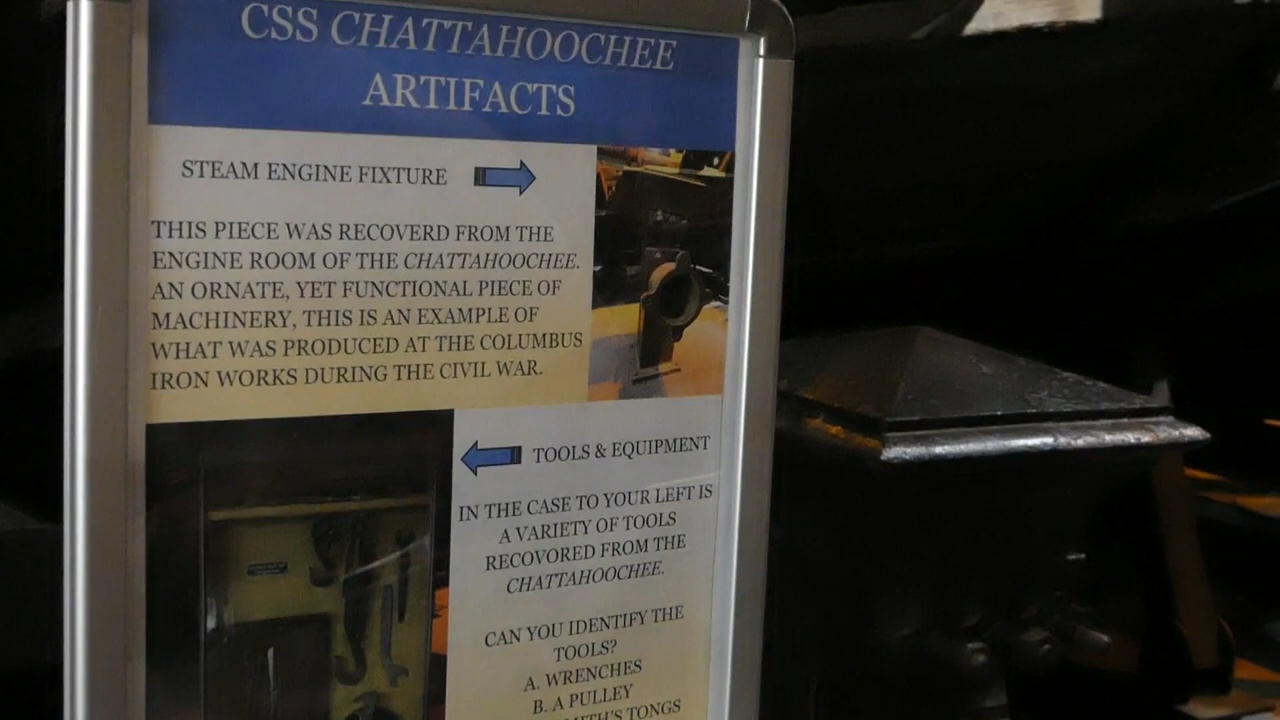 CSS CHATTAHOOCHEE
ARTIFACTS
STEAM ENGINE FIXTURE
THIS PIECE WAS RECOVERD FROM THE
ENGINE ROOM OF THE CHATTAHOOCHEE.
AN ORNATE, YET FUNCTIONAL PIECE OF
MACHINERY, THIS IS AN EXAMPLE OF
WHAT WAS PRODUCED AT THE COLUMBUS
IRON WORKS DURING THE CIVIL WAR.
TOOLS & EQUIPMENT
IN THE CASE TO YOUR LEFT IS
A VARIETY OF TOOLS
RECOVORED FROM THE
CHATTAHOOCHEE.
CAN YOU IDENTIFY THE
TOOLS?
A. WRENCHES
B. A PULLEY
TONGS